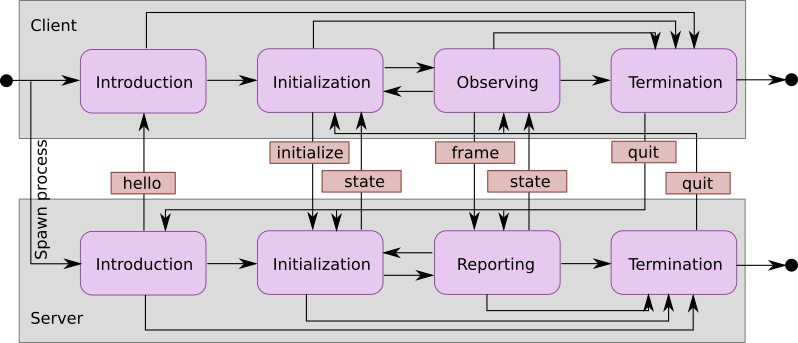 Client
Introduction
Initialization
Observing
Termination
Spawn process
hello
initialize
state
frame
state
quit
quit
Introduction
Initialization
Reporting
Termination
Server